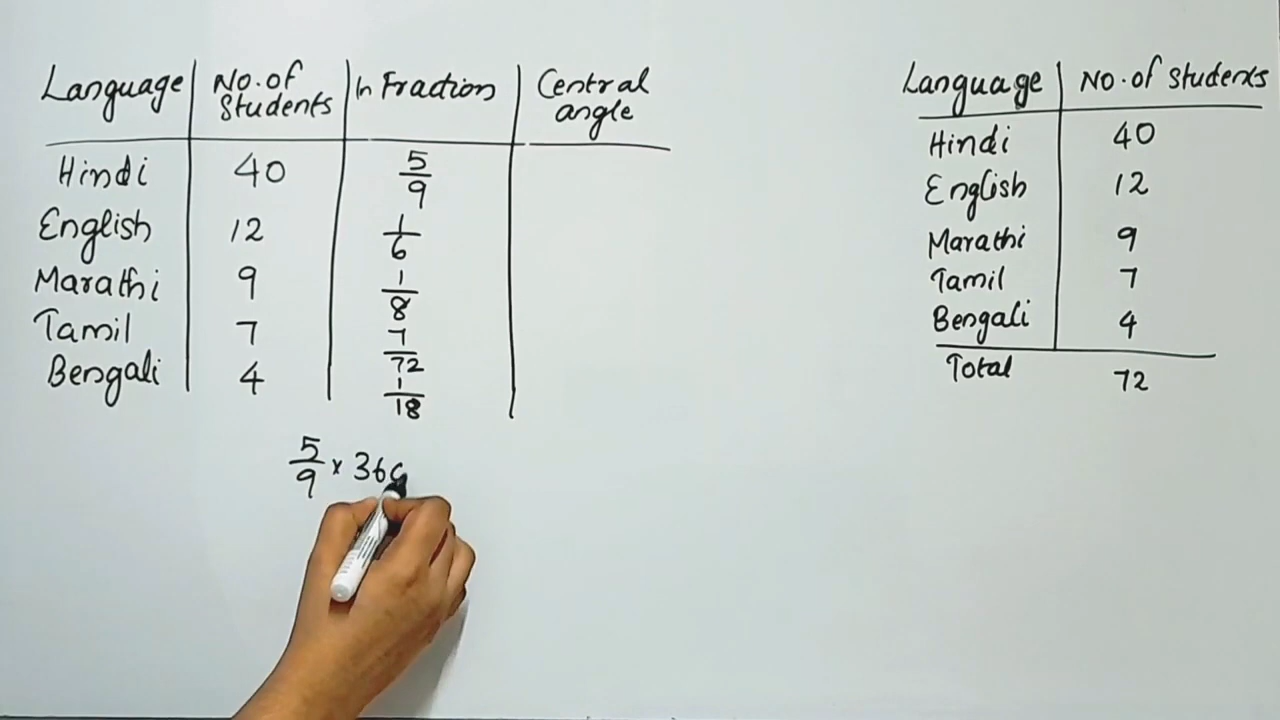 Language No. of Students In Fraction Central angle
Hindi 40 5/9
English 12 1/6
Marathi 9 1/8
Tamil 7 7/72
Bengali 4 1/18
5/9 × 36
Language No. of Students
Hindi 40
English 12
Marathi 9
Tamil 7
Bengali 4
Total 72